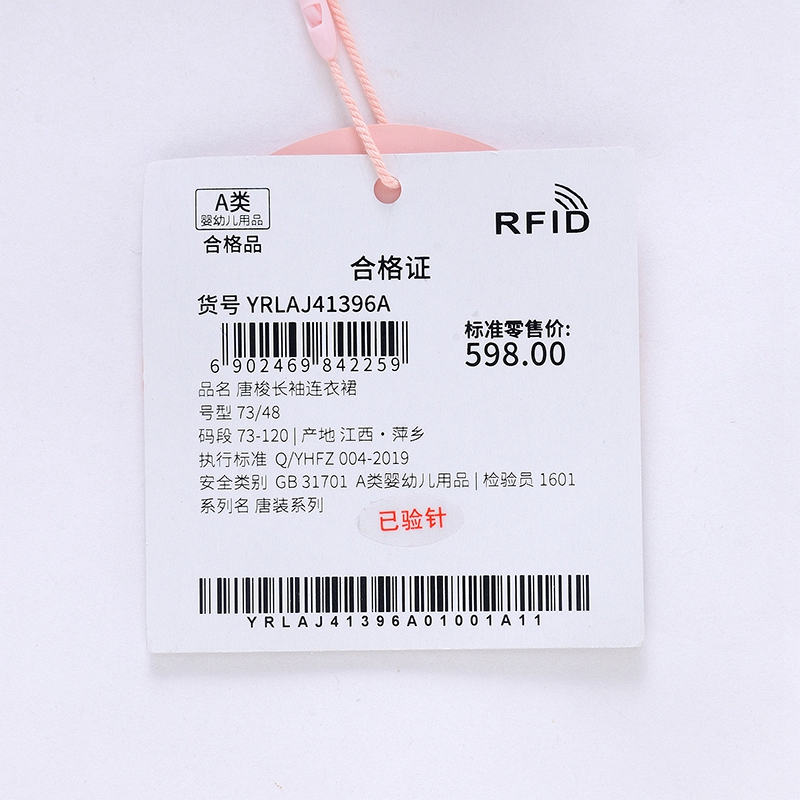 A类
婴幼儿用品
合格品
RFID
合格证
货号 YRLAJ41396A
6 902469 842259
标准零售价:
598.00
品名 唐梭长袖连衣裙
号型 73/48
码段 73-120 | 产地 江西·萍乡
执行标准 Q/YHFZ 004-2019
安全类别 GB 31701 A类婴幼儿用品 | 检验员 1601
系列名 唐装系列
已验针
YRLAJ41396A01001A11